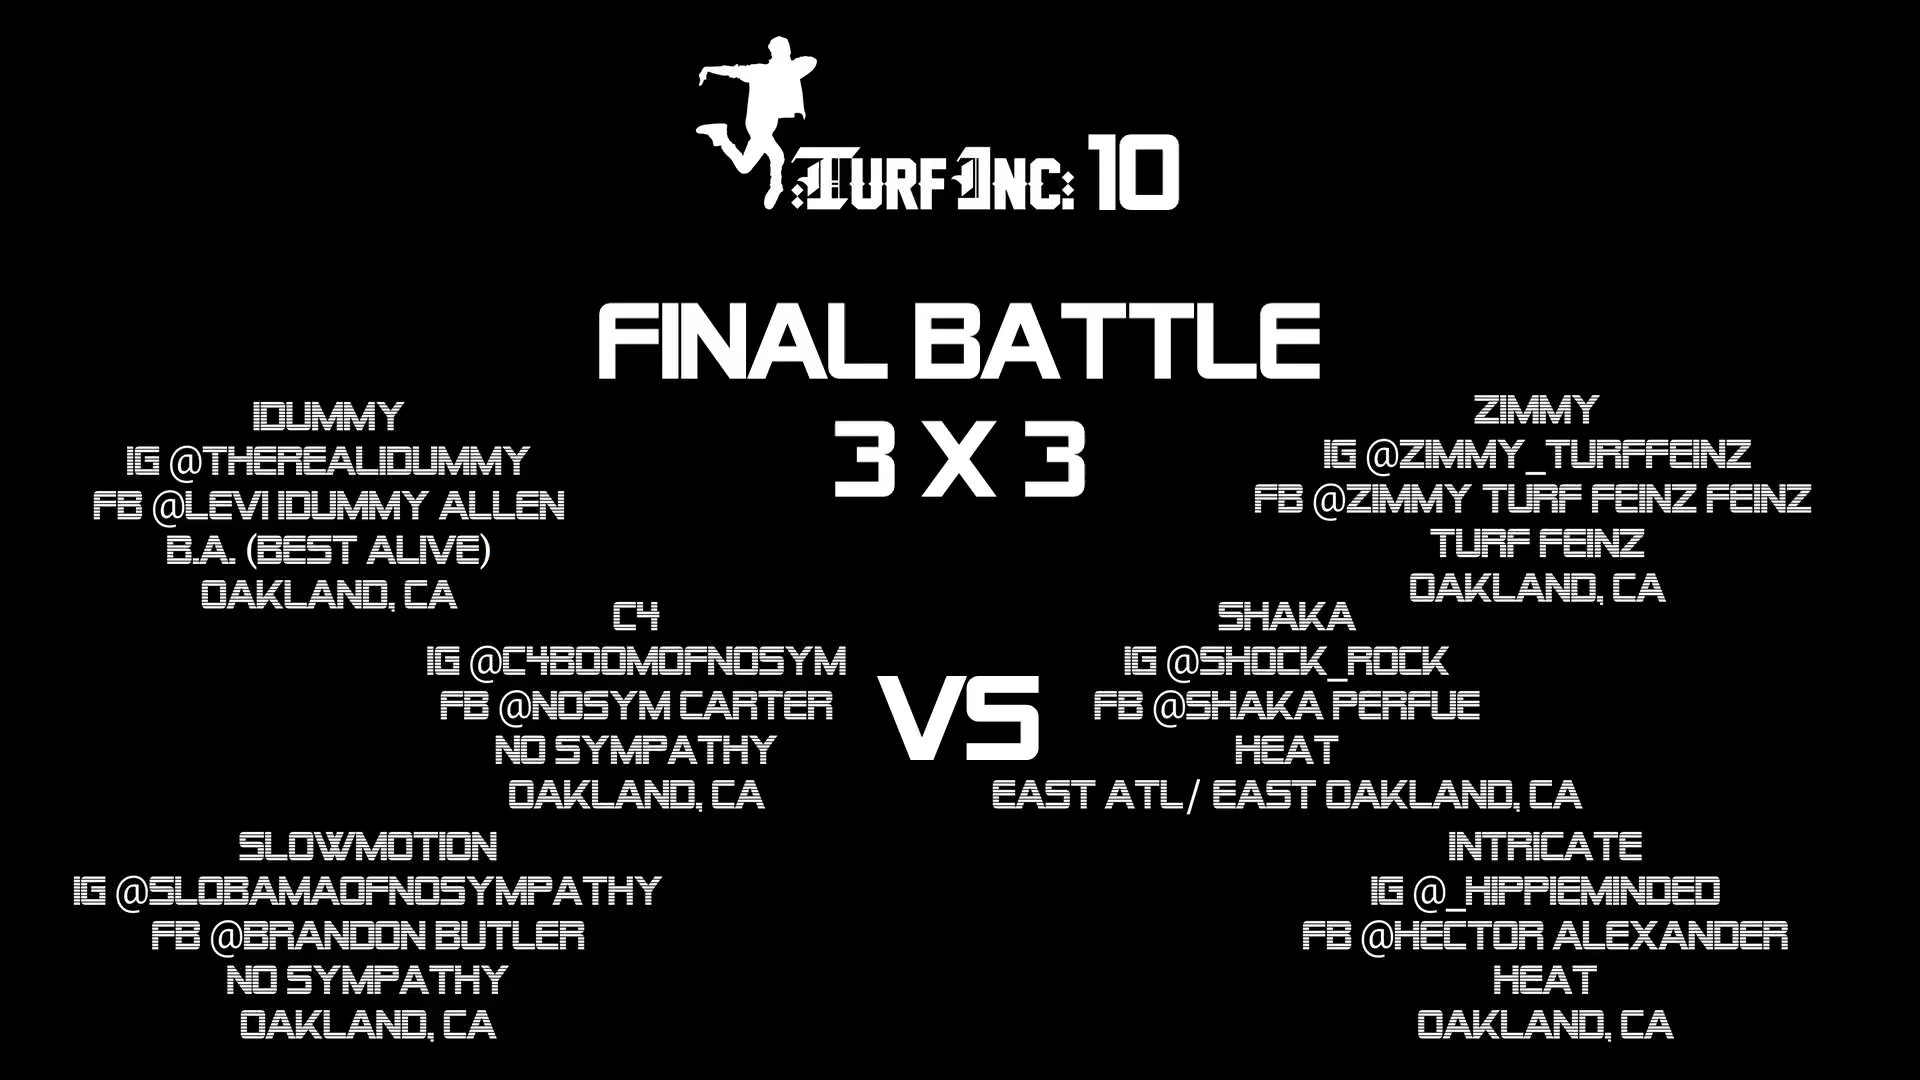 TURF INC: 10
FINAL BATTLE
3 X 3
IDUMMY
IG @THEREALIDUMMY
FB @LEVI IDUMMY ALLEN
B.A. (BEST ALIVE)
OAKLAND, CA
C4
IG @C4BOOMOFNOSYM
FB @NOSYM CARTER
NO SYMPATHY
OAKLAND, CA
SLOWMOTION
IG @SLOBAMAOFNOSYMPATHY
FB @BRANDON BUTLER
NO SYMPATHY
OAKLAND, CA
VS
ZIMMY
IG @ZIMMY_TURFFEINZ
FB @ZIMMY TURF FEINZ FEINZ
TURF FEINZ
OAKLAND, CA
SHAKA
IG @SHOCK_ROCK
FB @SHAKA PERFUE
HEAT
EAST ATL/ EAST OAKLAND, CA
INTRICATE
IG @_HIPPIEMINDED
FB @HECTOR ALEXANDER
HEAT
OAKLAND, CA